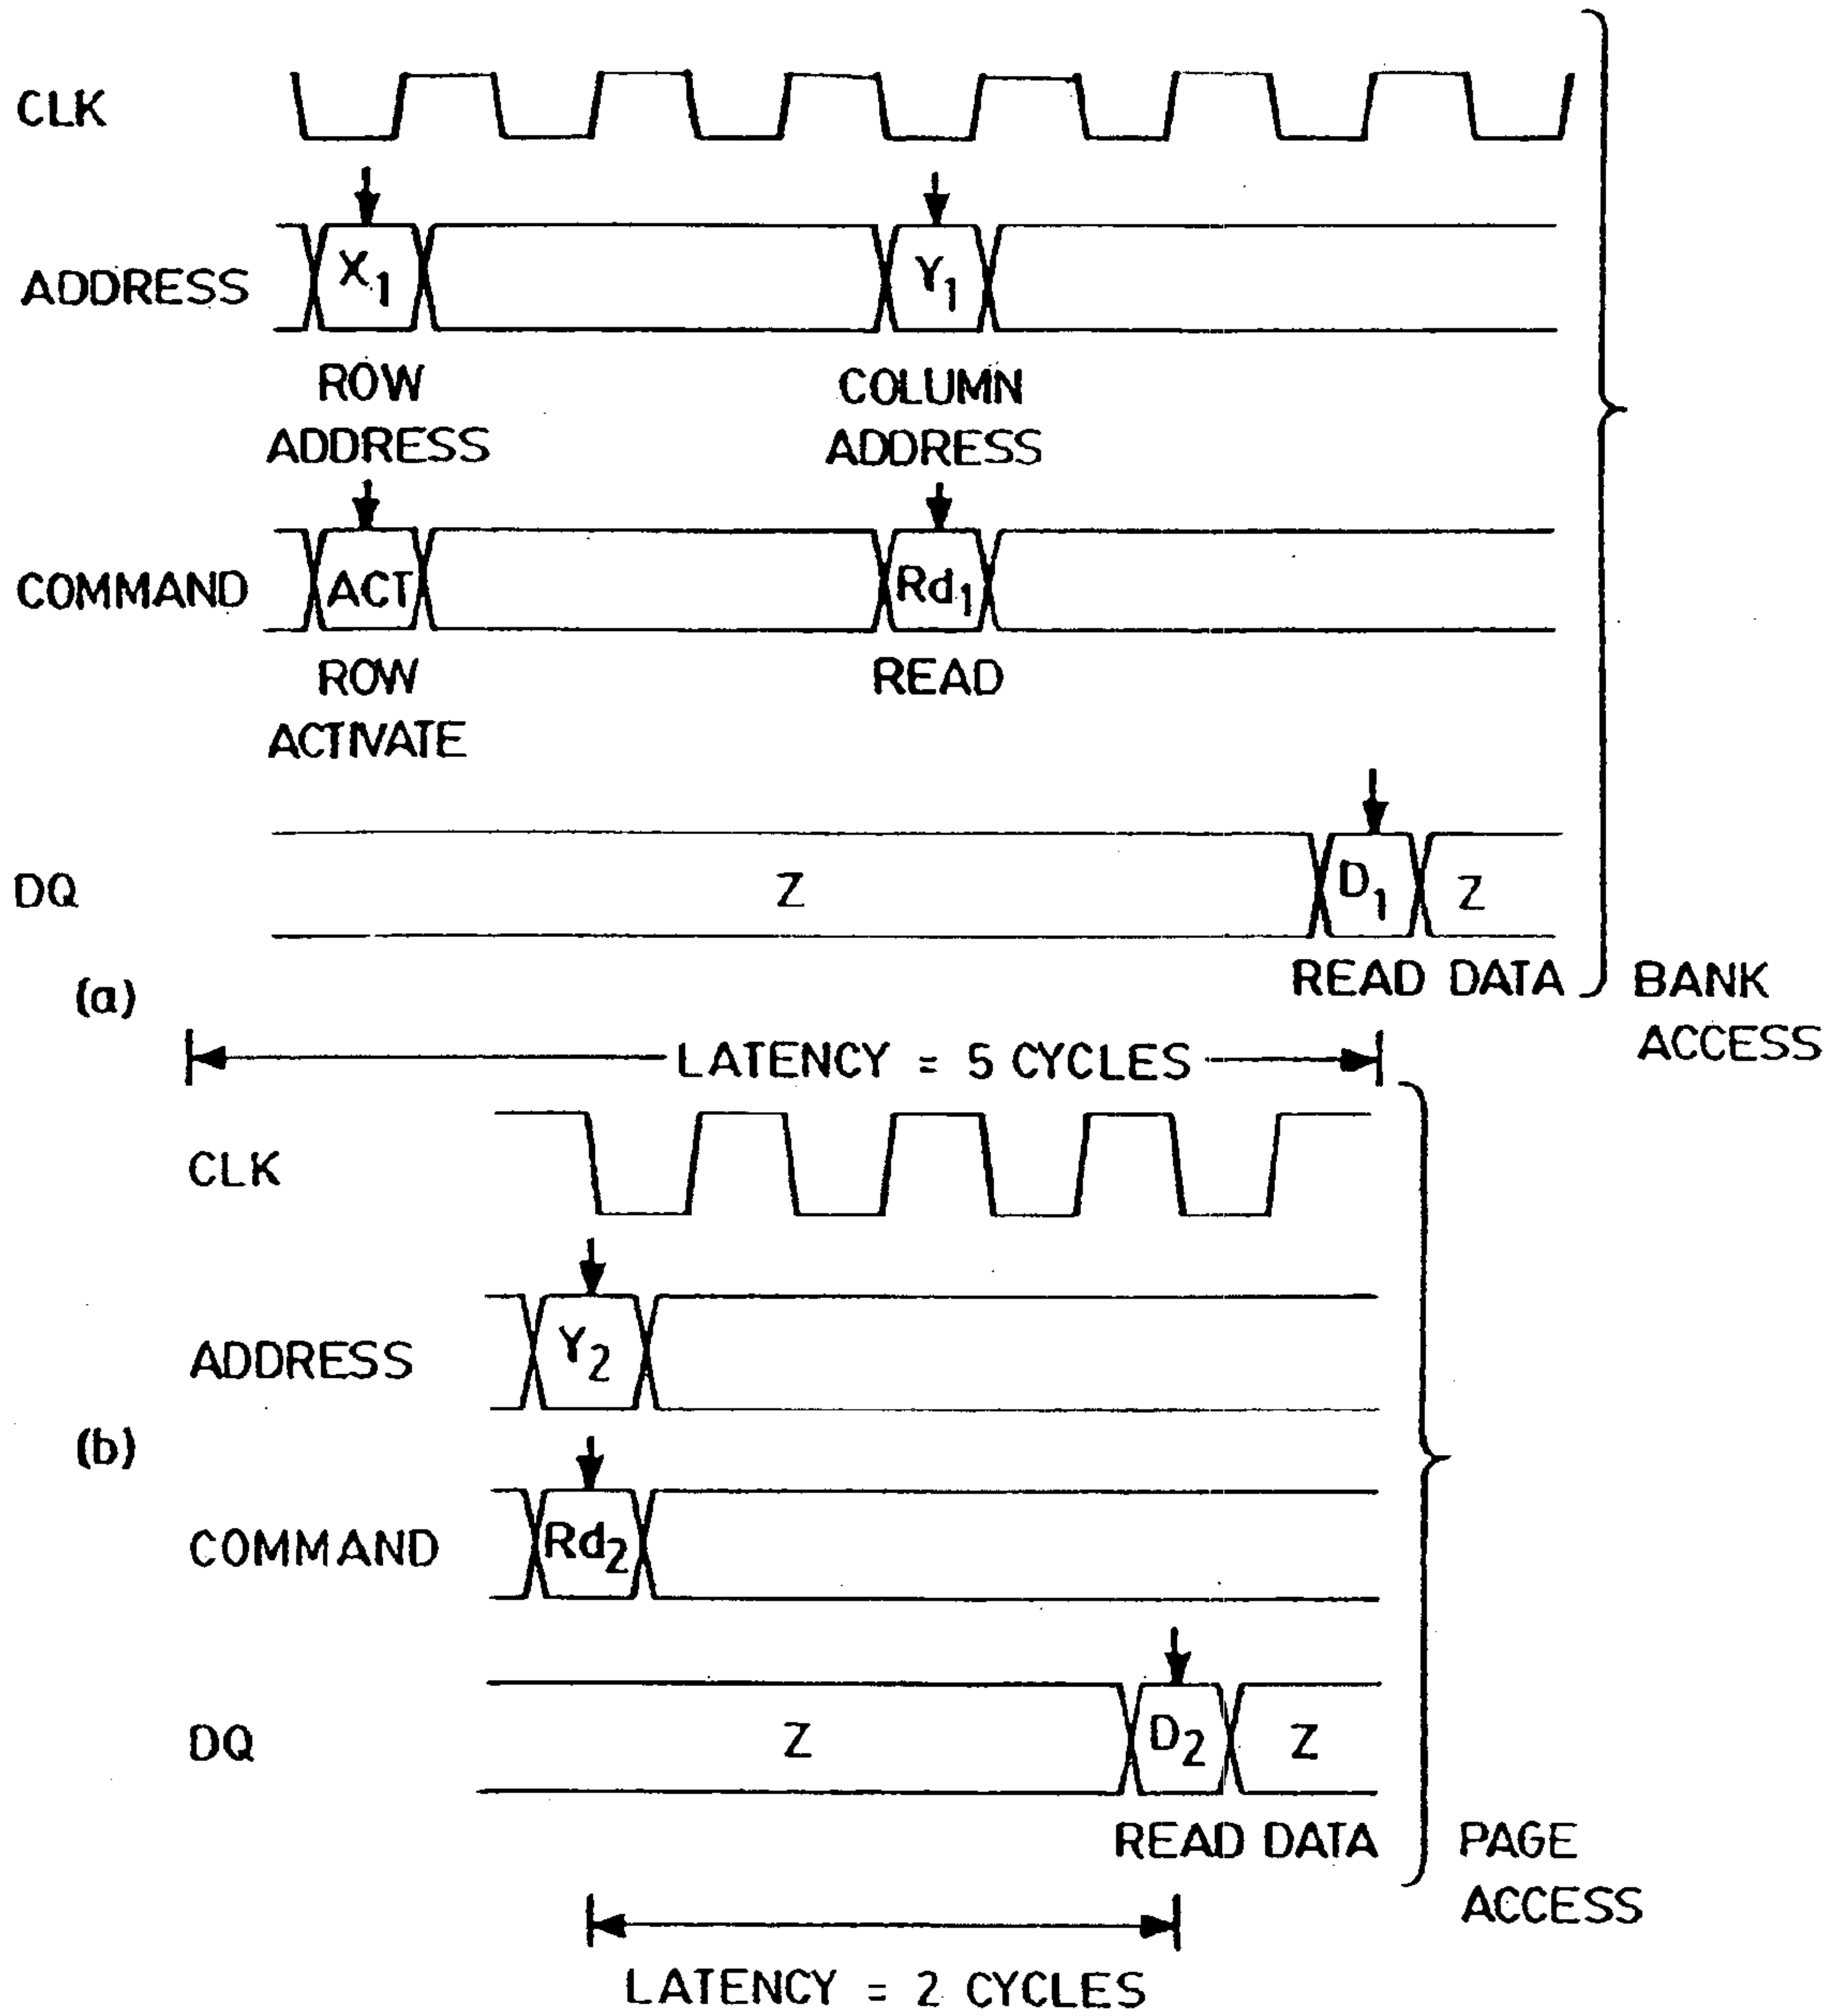 CLK
ADDRESS
X1
Y1
ROW
ADDRESS
COLUMN
ADDRESS
COMMAND
ACT
Rd1
ROW
ACTIVATE
READ
DQ
Z
D1
Z
READ DATA
BANK
ACCESS
(a)
LATENCY = 5 CYCLES
CLK
ADDRESS
Y2
(b)
COMMAND
Rd2
DQ
Z
D2
Z
READ DATA
PAGE
ACCESS
LATENCY = 2 CYCLES